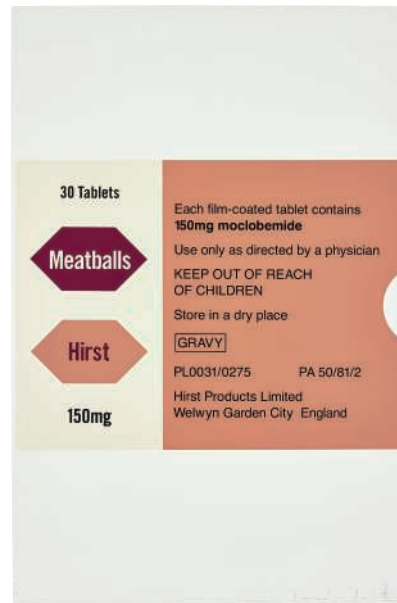 30 Tablets
Meatballs
Hirst
150mg
Each film-coated tablet contains
150mg moclobemide
Use only as directed by a physician
KEEP OUT OF REACH
OF CHILDREN
Store in a dry place
GRAVY
PL0031/0275 PA 50/81/2
Hirst Products Limited
Welwyn Garden City England